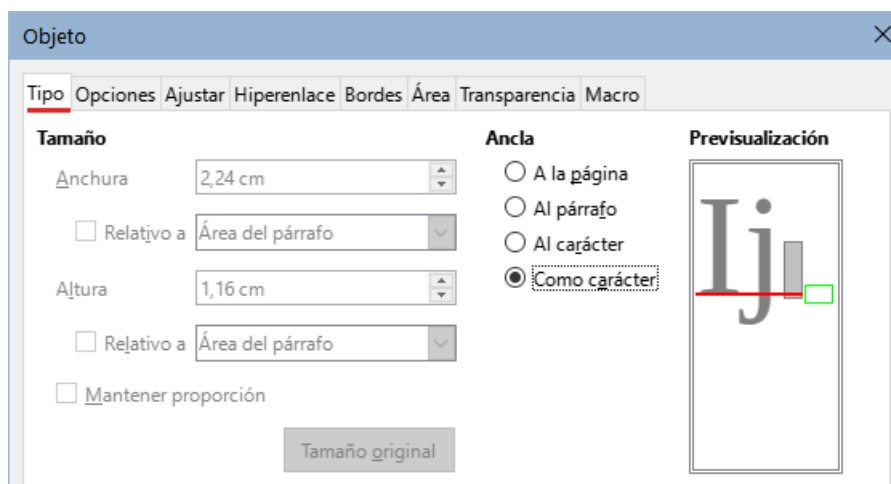 Objeto
Tipo Opciones Ajustar Hiperenlace Bordes Área Transparencia Macro
Tamaño
Anchura 2,24 cm
Relativo a Área del párrafo
Altura 1,16 cm
Relativo a Área del párrafo
Mantener proporción
Tamaño original
Ancla
A la página
Al párrafo
Al carácter
Como carácter
Previsualización
Ij